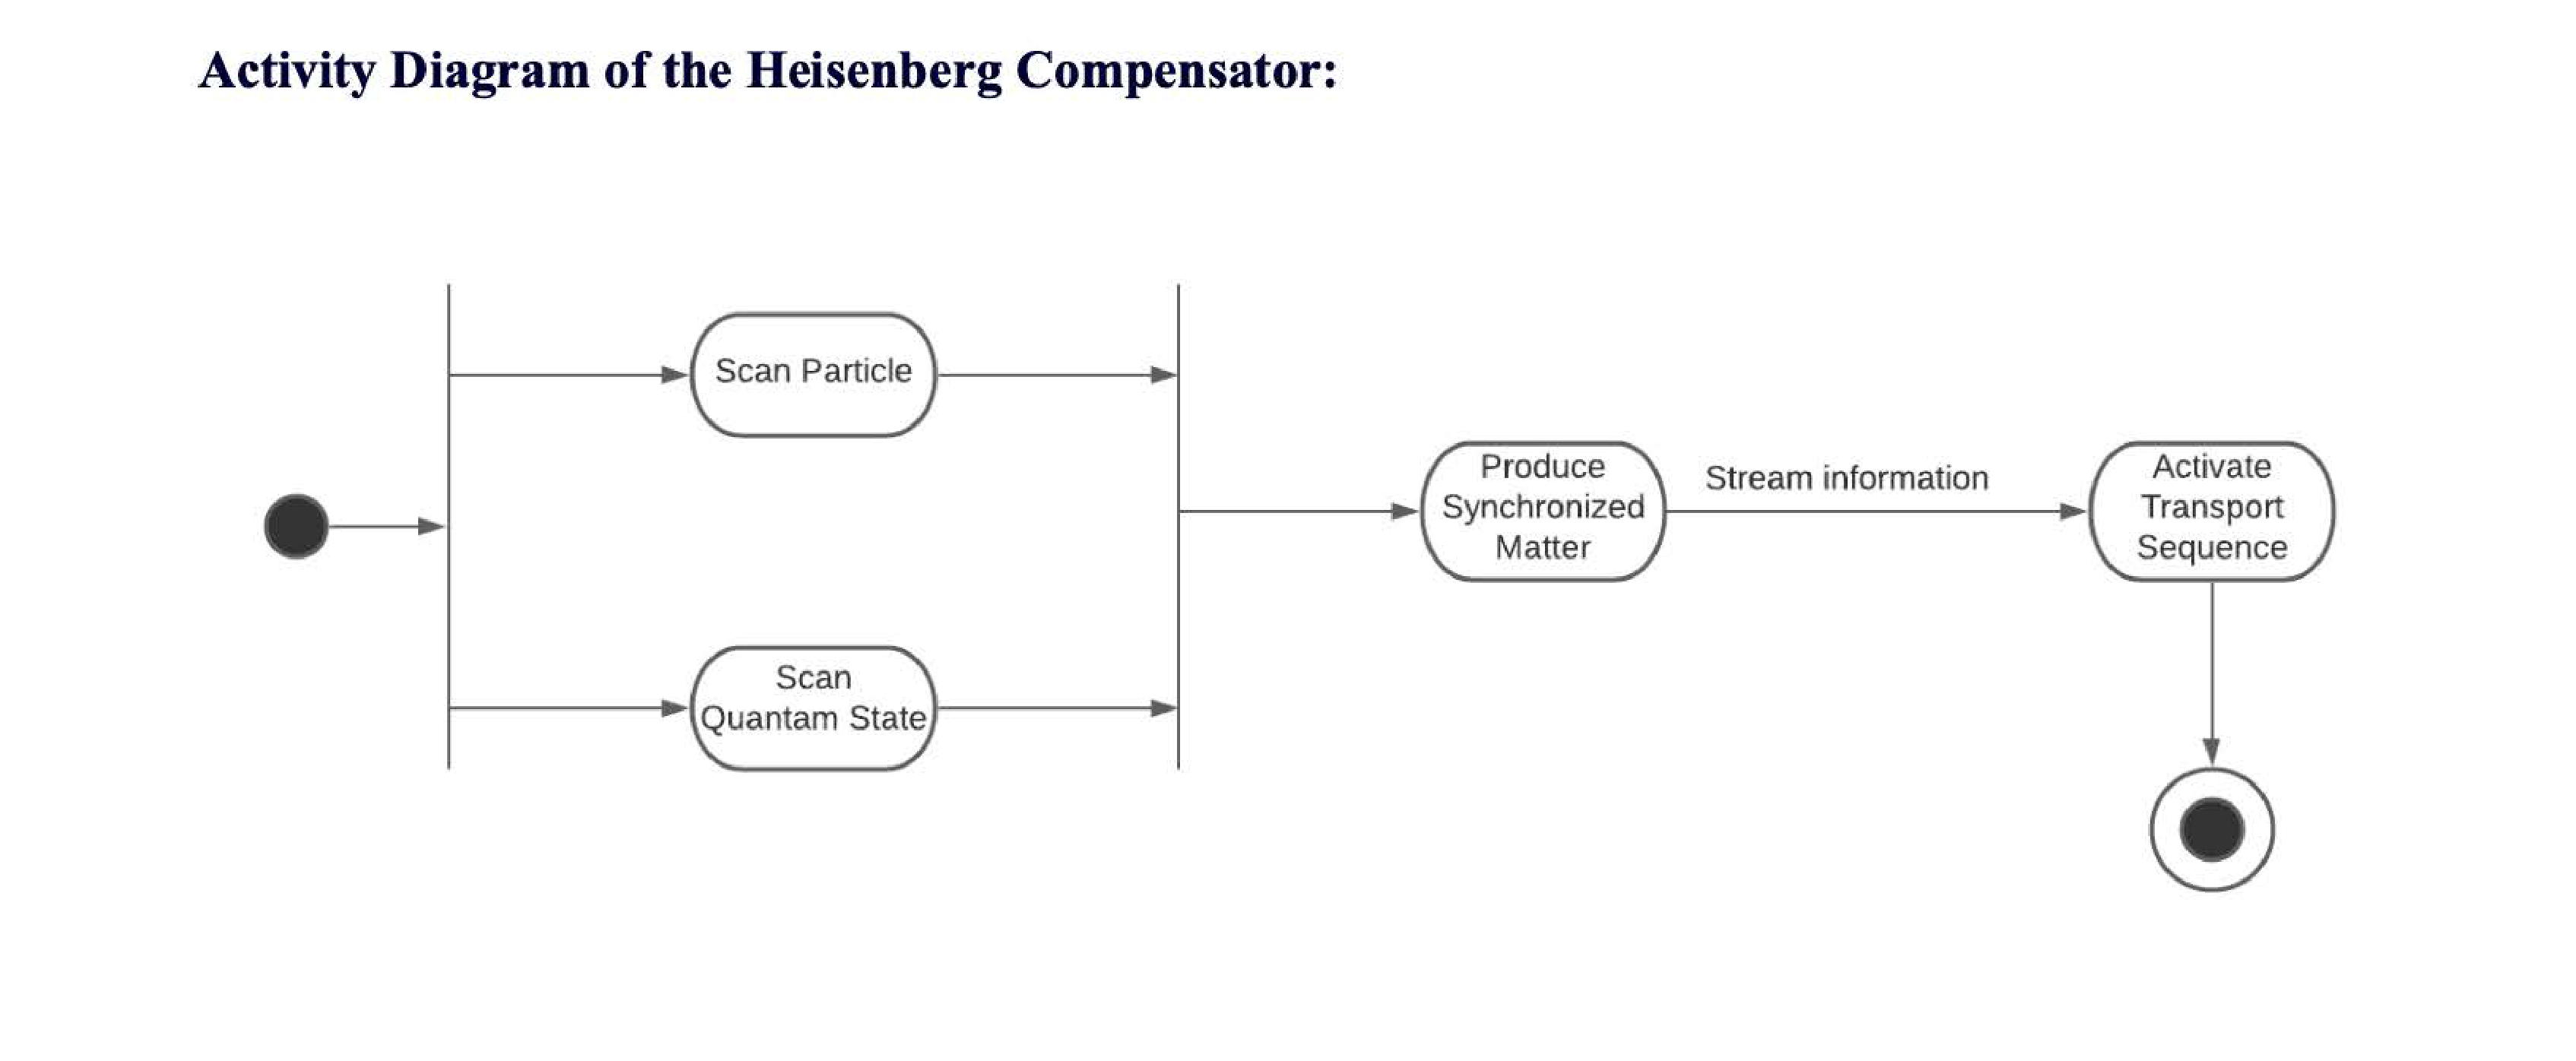 Activity Diagram of the Heisenberg Compensator:
Scan Particle
Scan
Quantam State
Produce
Synchronized
Matter
Stream information
Activate
Transport
Sequence